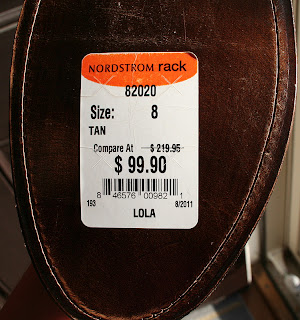 NORDSTROM rack
82020
Size: 8
TAN
Compare At $ 219.95
$ 99.90
8 46576 00982 1
193 8/2011
LOLA